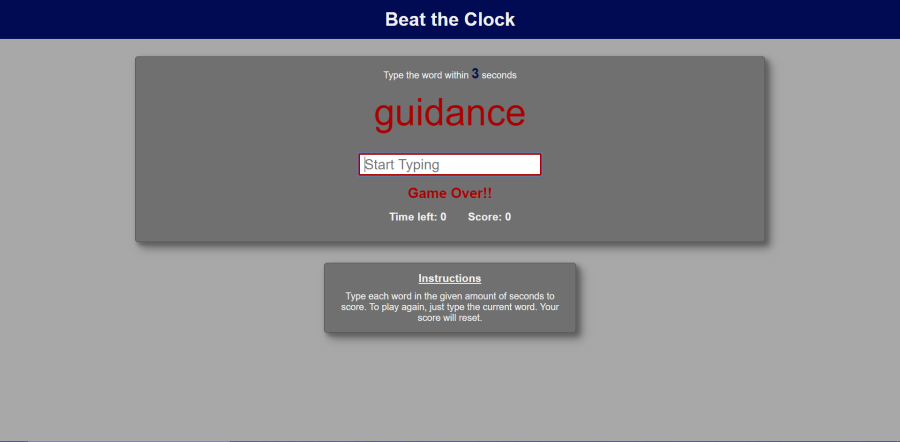 Beat the Clock
Type the word within 3 seconds
guidance
Start Typing
Game Over!!
Time left: 0 Score: 0
Instructions
Type each word in the given amount of seconds to
score. To play again, just type the current word. Your
score will reset.